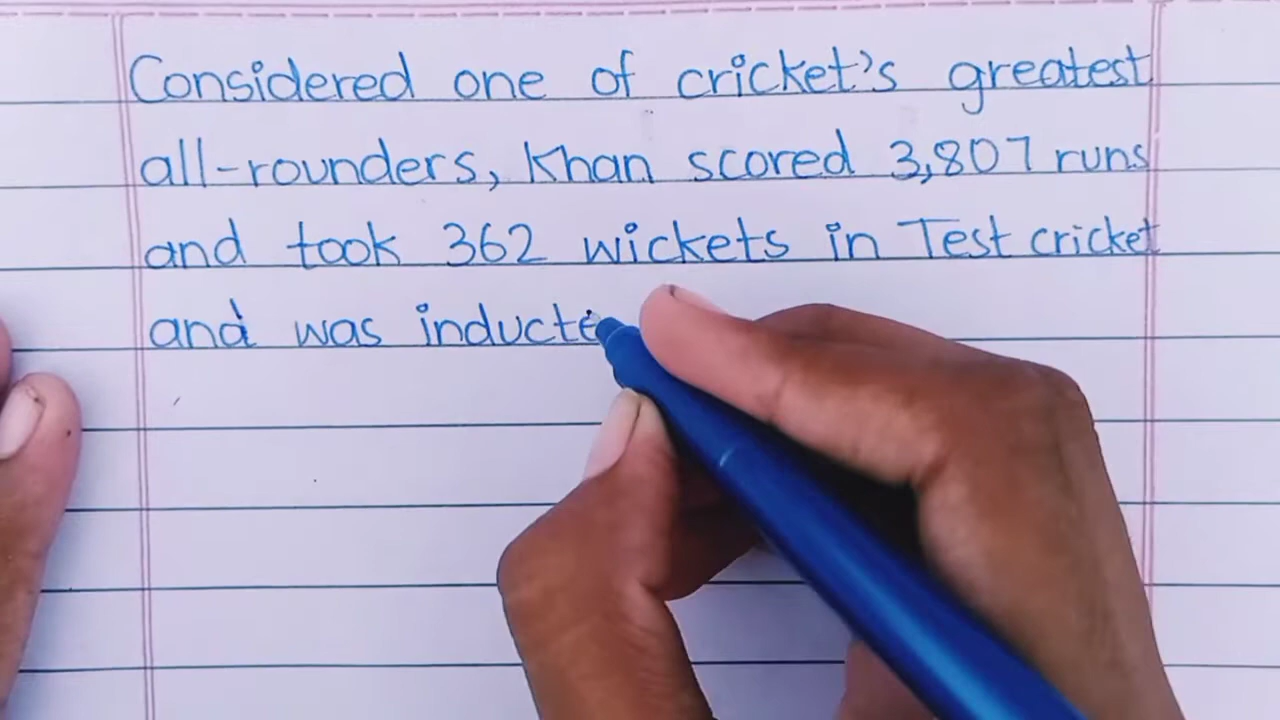 Considered one of cricket's greatest
all-rounders, Khan scored 3,807 runs
and took 362 wickets in Test cricket
and was inducte